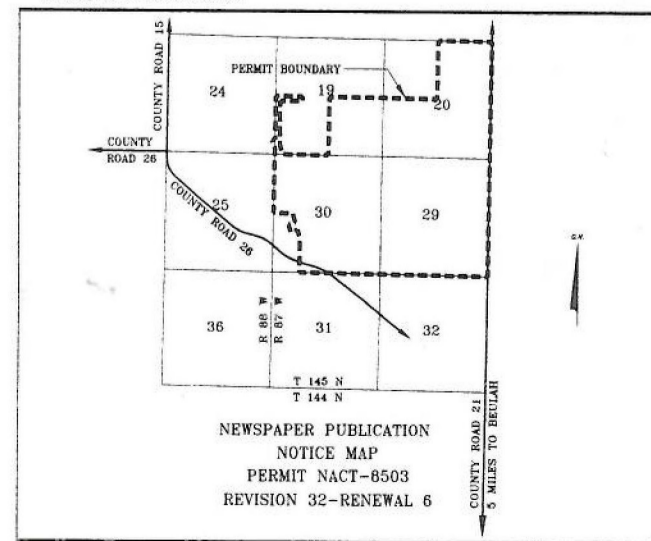 COUNTY ROAD 15
PERMIT BOUNDARY
24
19
20
COUNTY
ROAD 26
25
COUNTY ROAD 26
30
29
G.N.
36
R 88 W
R 87 W
31
32
T 145 N
T 144 N
COUNTY ROAD 21
5 MILES TO BEULAH
NEWSPAPER PUBLICATION
NOTICE MAP
PERMIT NACT-8503
REVISION 32-RENEWAL 6